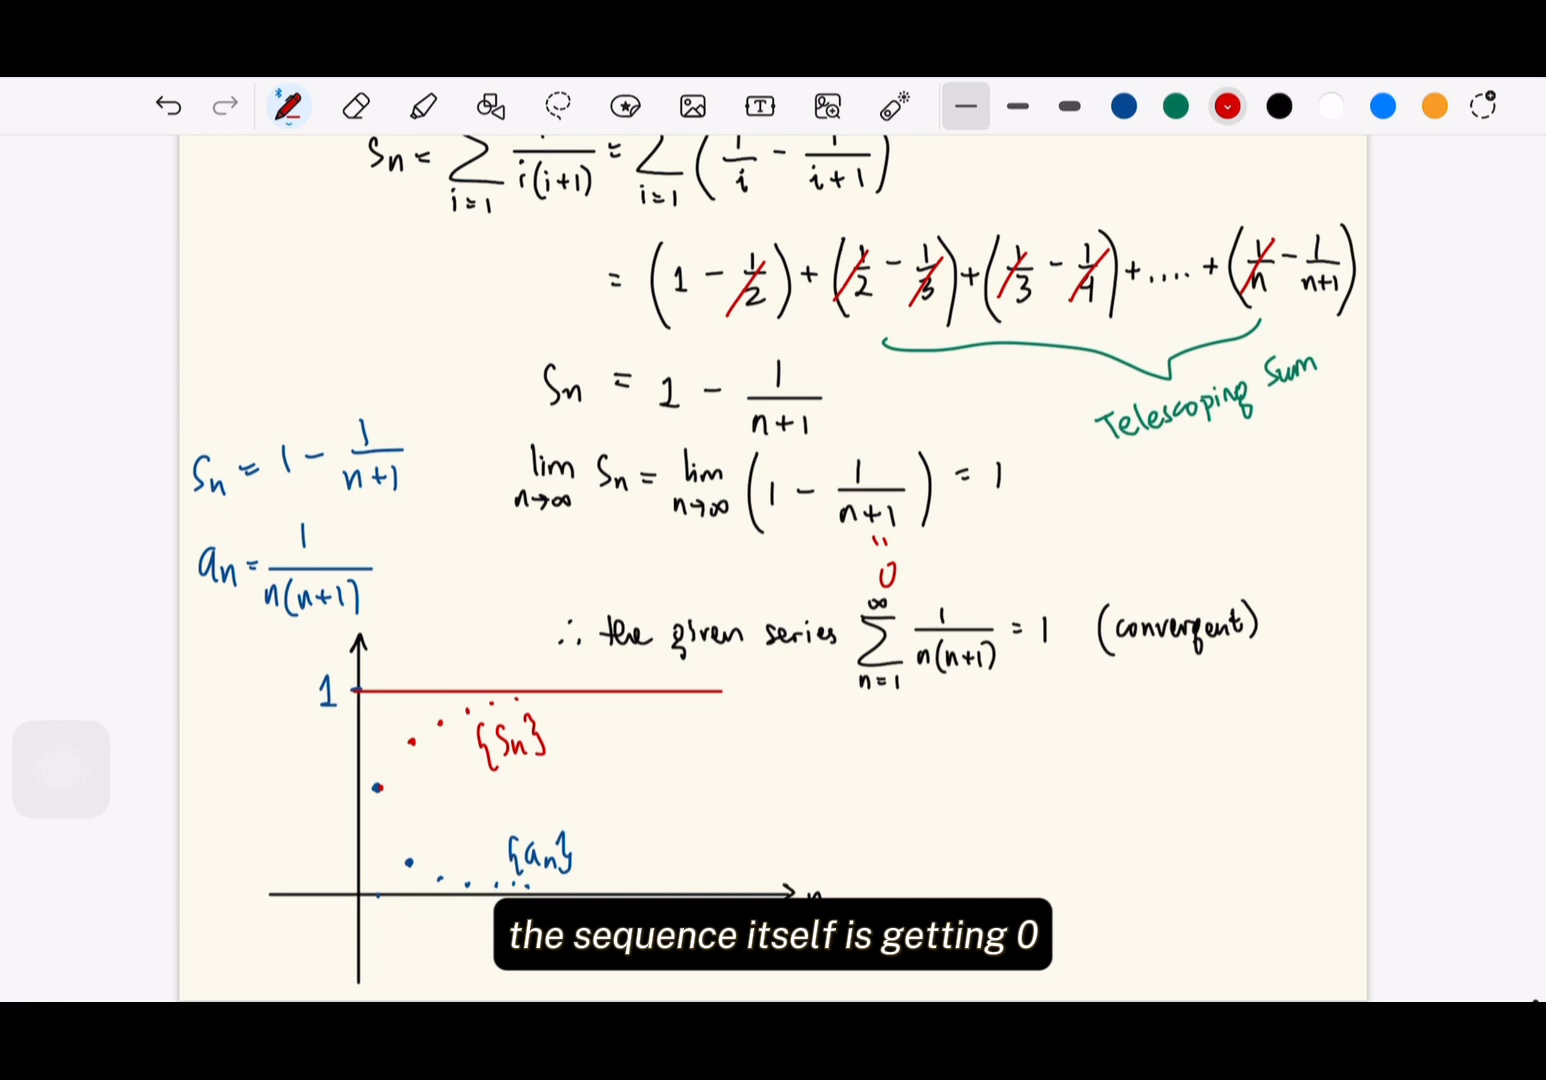 Sn = ∑ i=1 1/i(i+1) = ∑ i=1 (1/i - 1/i+1)
= (1 - 1/2) + (1/2 - 1/3) + (1/3 - 1/4) + .... + (1/n - 1/n+1)
Telescoping Sum
Sn = 1 - 1/n+1
lim n→∞ Sn = lim n→∞ (1 - 1/n+1) = 1
"
0
∴ the given series ∑ n=1 ∞ 1/n(n+1) = 1 (convergent)
Sn = 1 - 1/n+1
an = 1/n(n+1)
1
{Sn}
{an}
the sequence itself is getting 0